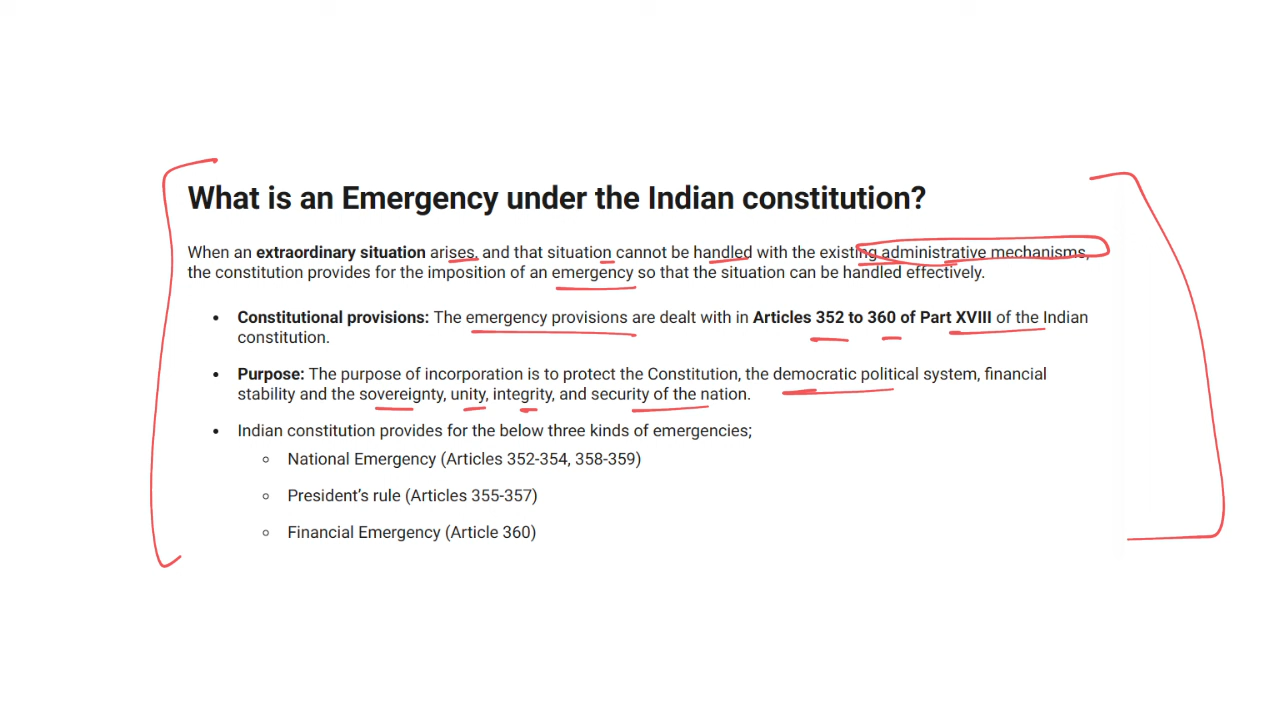 What is an Emergency under the Indian constitution?
When an extraordinary situation arises, and that situation cannot be handled with the existing administrative mechanisms,
the constitution provides for the imposition of an emergency so that the situation can be handled effectively.
• Constitutional provisions: The emergency provisions are dealt with in Articles 352 to 360 of Part XVIII of the Indian
constitution.
• Purpose: The purpose of incorporation is to protect the Constitution, the democratic political system, financial
stability and the sovereignty, unity, integrity, and security of the nation.
• Indian constitution provides for the below three kinds of emergencies;
◦ National Emergency (Articles 352-354, 358-359)
◦ President’s rule (Articles 355-357)
◦ Financial Emergency (Article 360)